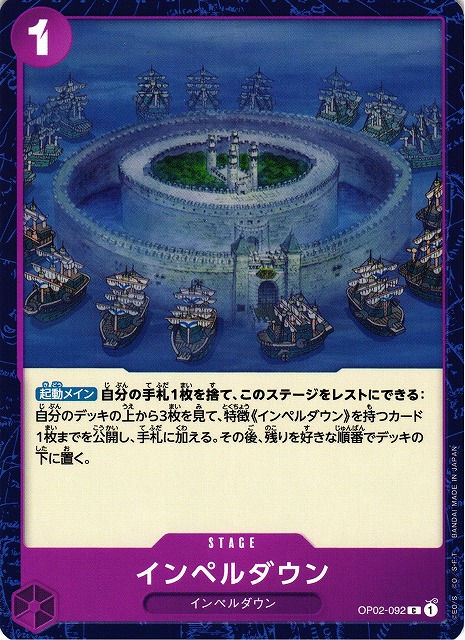 1
起動メイン 自分の手札1枚を捨て、このステージをレストにできる:
自分のデッキの上から3枚を見て、特徴《インペルダウン》を持つカード
1枚までを公開し、手札に加える。その後、残りを好きな順番でデッキの
下に置く。
STAGE
インペルダウン
インペルダウン
OP02-092 C 1
BANDAI MADE IN JAPAN